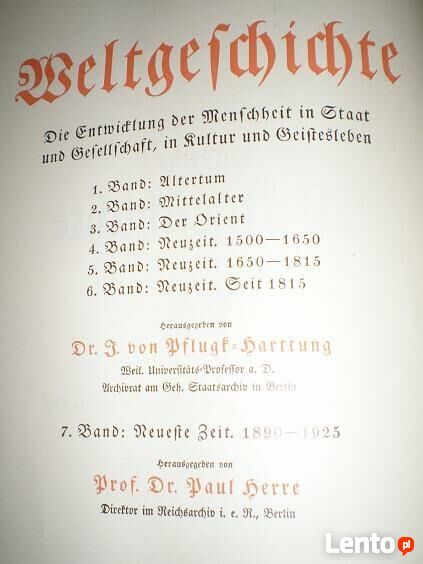 Weltgeschichte
Die Entwicklung der Menschheit in Staat
und Gesellschaft, in Kultur und Geistesleben
1. Band: Altertum
2. Band: Mittelalter
3. Band: Der Orient
4. Band: Neuzeit. 1500—1650
5. Band: Neuzeit. 1650—1815
6. Band: Neuzeit. Seit 1815
Herausgegeben von
Dr. J. von Pflugk-Harttung
Weil. Universitäts-Professor a. D.
Archivrat am Geh. Staatsarchiv in Berlin
7. Band: Neueste Zeit. 1890—1925
Herausgegeben von
Prof. Dr. Paul Herre
Direktor im Reichsarchiv i. e. R., Berlin
Lento.pl